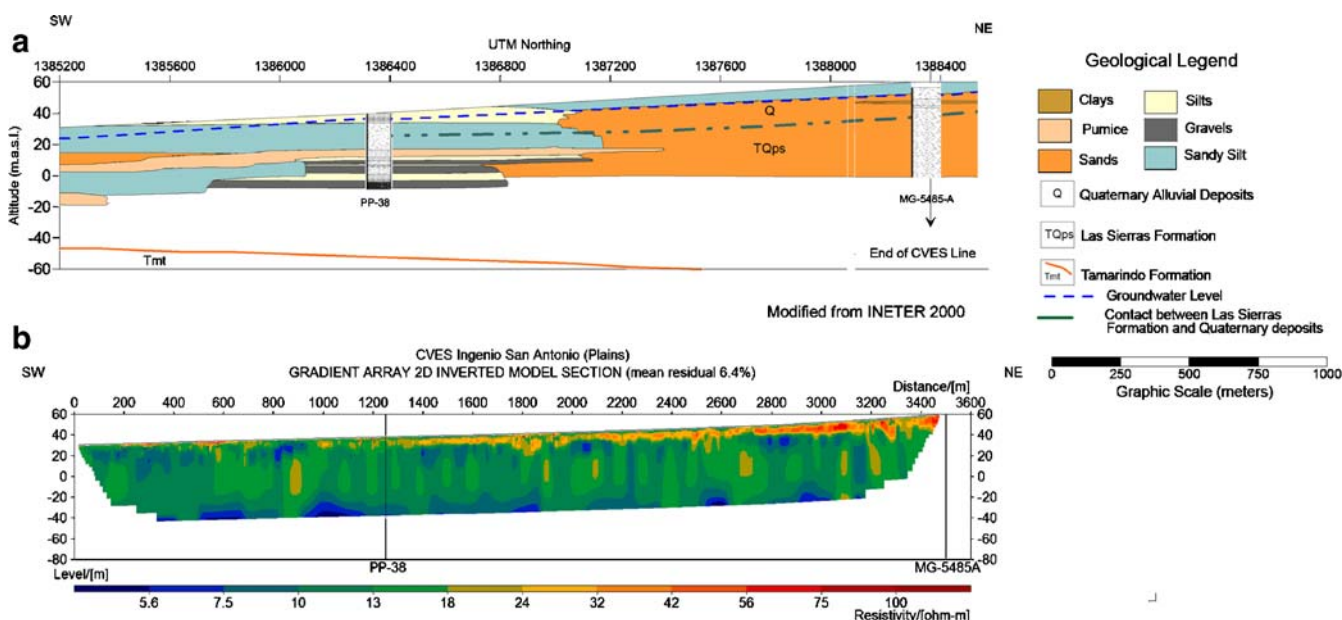 SW
NE
a
UTM Northing
1385200 1385600 1386000 1386400 1386800 1387200 1387600 1388000 1388400
60
40
20
0
-20
-40
-60
Altitude (m.a.s.l.)
Q
TQps
PP-38
MG-5485-A
Tmt
End of CVES Line
Modified from INETER 2000
Geological Legend
Clays
Silts
Pumice
Gravels
Sands
Sandy Silt
Q Quaternary Alluvial Deposits
TQps Las Sierras Formation
Tmt Tamarindo Formation
Groundwater Level
Contact between Las Sierras
Formation and Quaternary deposits
0 250 500 750 1000
Graphic Scale (meters)
b
CVES Ingenio San Antonio (Plains)
SW
GRADIENT ARRAY 2D INVERTED MODEL SECTION (mean residual 6.4%)
NE
Distance/[m]
0 200 400 600 800 1000 1200 1400 1600 1800 2000 2200 2400 2600 2800 3000 3200 3400 3600
60 60
40 40
20 20
0 0
-20 -20
-40 -40
-60 -60
-80 -80
Level/[m]
PP-38
MG-5485A
5.6 7.5 10 13 18 24 32 42 56 75 100
Resistivity/[ohm-m]